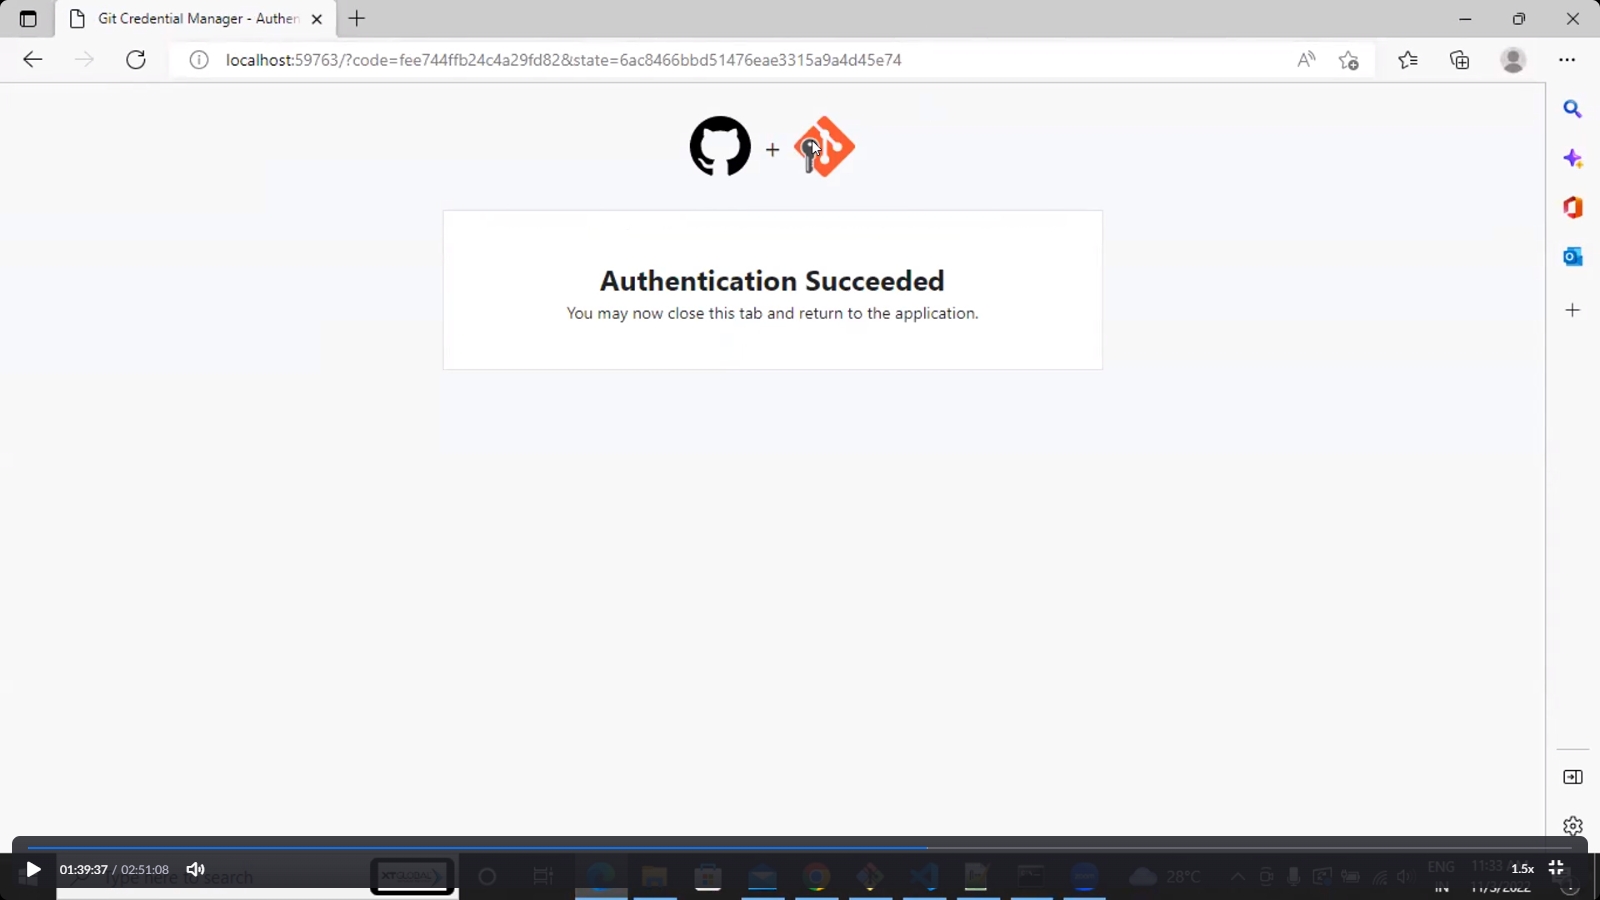 Git Credential Manager - Authen
localhost:59763/?code=fee744ffb24c4a29fd82&state=6ac8466bbd51476eae3315a9a4d45e74
+
Authentication Succeeded
You may now close this tab and return to the application.
01:39:37 / 02:51:08
Type here to search
XTGLOBAL
28°C
ENG
IN
11:33 AM
11/3/2022
1.5x